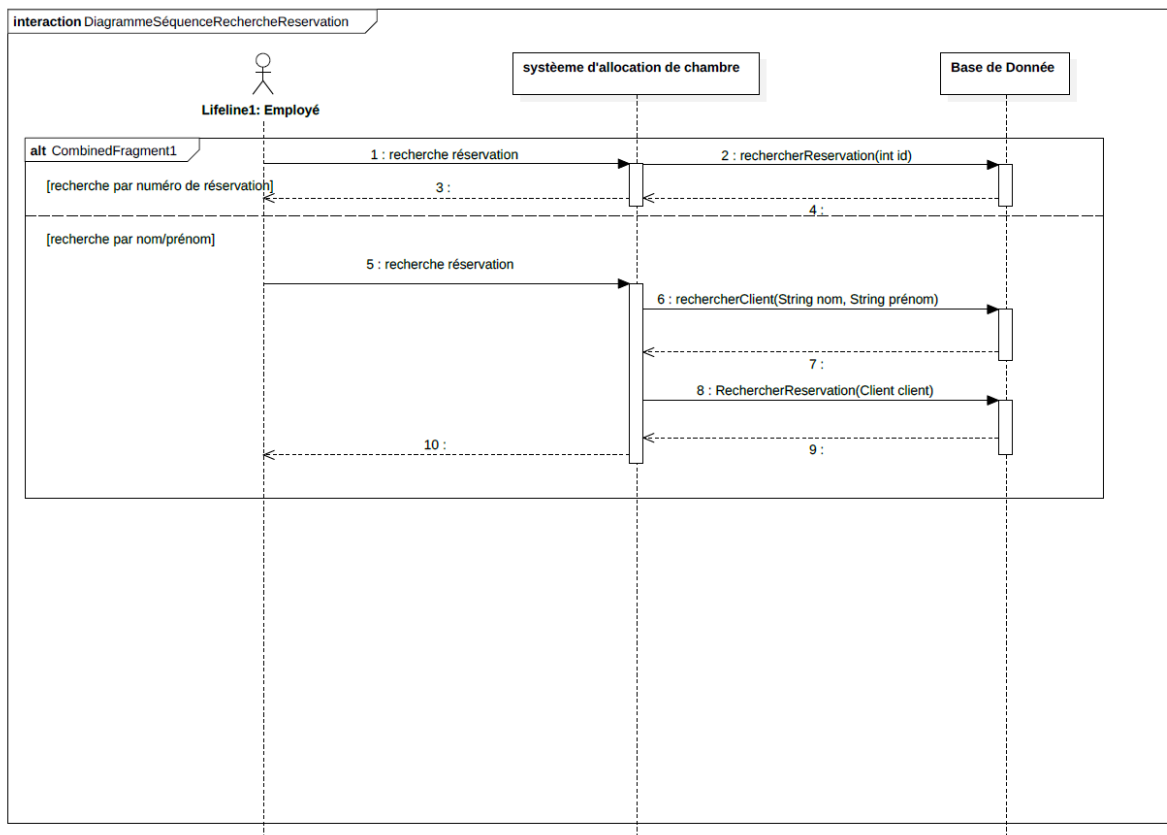 interaction DiagrammeSéquenceRechercheReservation
systèeme d'allocation de chambre
Base de Donnée
Lifeline1: Employé
alt CombinedFragment1
1 : recherche réservation
2 : rechercherReservation(int id)
[recherche par numéro de réservation]
3 :
4 :
[recherche par nom/prénom]
5 : recherche réservation
6 : rechercherClient(String nom, String prénom)
7 :
8 : RechercherReservation(Client client)
10 :
9 :